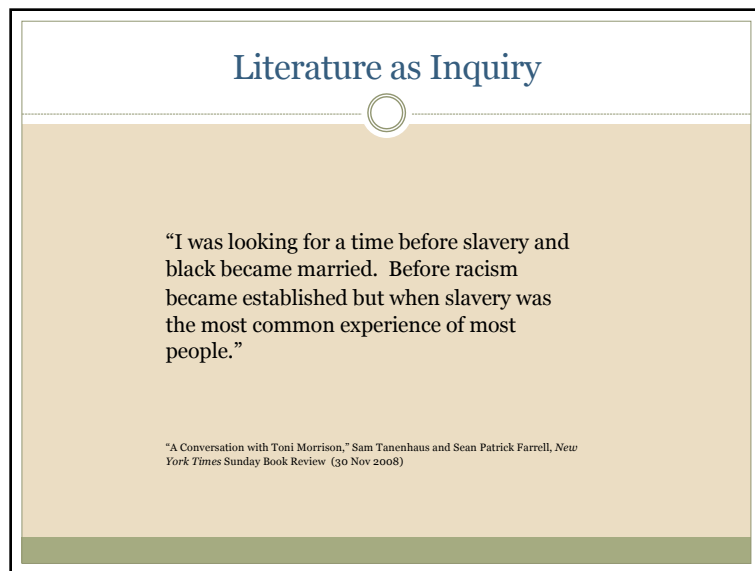 Literature as Inquiry
“I was looking for a time before slavery and
black became married.  Before racism
became established but when slavery was
the most common experience of most
people.”
“A Conversation with Toni Morrison,” Sam Tanenhaus and Sean Patrick Farrell, New
York Times Sunday Book Review  (30 Nov 2008)